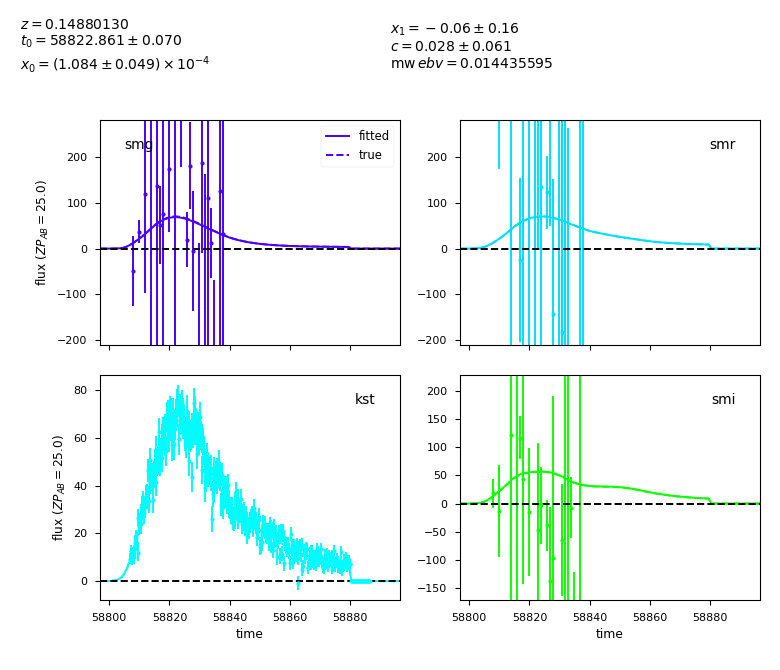 z = 0.14880130
t0 = 58822.861 ± 0.070
x0 = (1.084 ± 0.049) × 10^−4
x1 = −0.06 ± 0.16
c = 0.028 ± 0.061
mw ebv = 0.014435595
smg
fitted
true
flux (ZP_AB = 25.0)
200
100
0
−100
−200
smr
200
100
0
−100
−200
kst
flux (ZP_AB = 25.0)
80
60
40
20
0
58800 58820 58840 58860 58880
time
smi
200
150
100
50
0
−50
−100
−150
58800 58820 58840 58860 58880
time